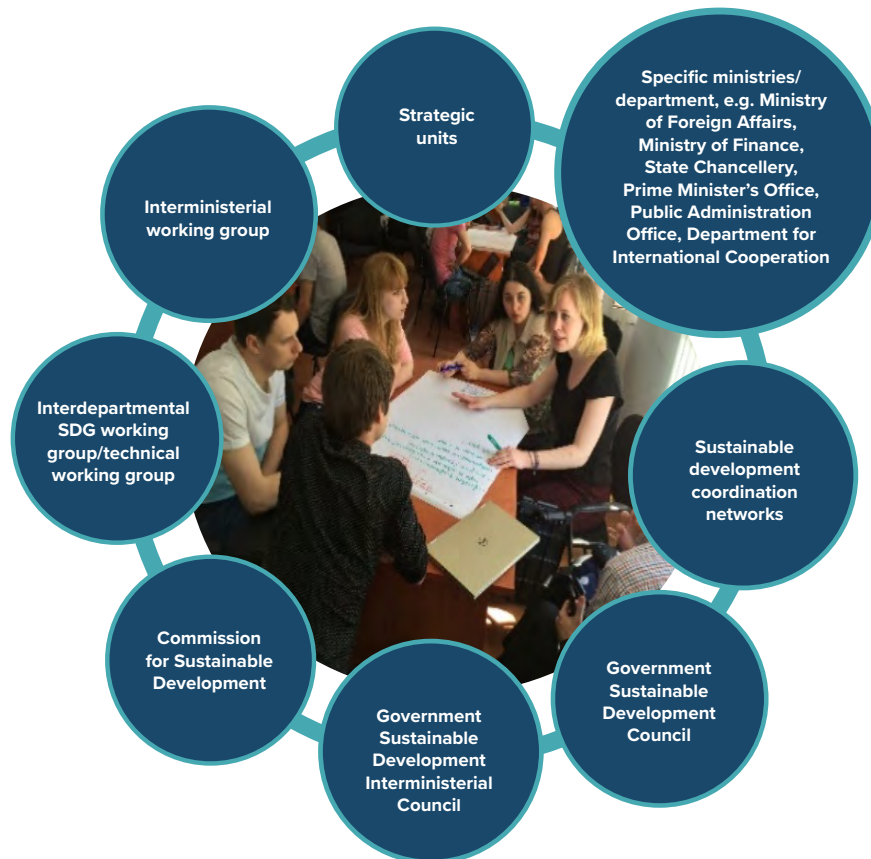 Strategic
units
Specific ministries/
department, e.g. Ministry
of Foreign Affairs,
Ministry of Finance,
State Chancellery,
Prime Minister's Office,
Public Administration
Office, Department for
International Cooperation
Sustainable
development
coordination
networks
Government
Sustainable
Development
Council
Government
Sustainable
Development
Interministerial
Council
Commission
for Sustainable
Development
Interdepartmental
SDG working
group/technical
working group
Interministerial
working group